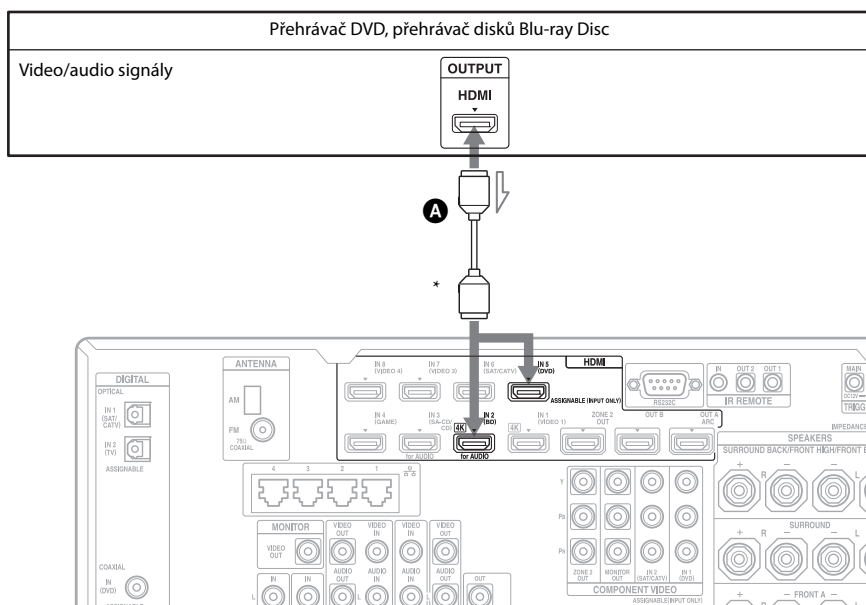 Přehrávač DVD, přehrávač disků Blu-ray Disc
Video/audio signály
OUTPUT
HDMI
A
*
DIGITAL
OPTICAL
IN 1
(SAT/
CATV)
IN 2
(TV)
ASSIGNABLE
COAXIAL
IN
(DVD)
ANTENNA
AM
FM
75Ω
COAXIAL
IN 8
(VIDEO 4)
IN 7
(VIDEO 3)
IN 6
(SAT/CATV)
IN 5
(DVD)
HDMI
ASSIGNABLE (INPUT ONLY)
IN 4
(GAME)
IN 3
(SA-CD/
CD)
4K
IN 2
(BD)
4K
IN 1
(VIDEO 1)
ZONE 2
OUT
OUT B
OUT A
ARC
for AUDIO
for AUDIO
RS232C
IN
OUT 2
OUT 1
IR REMOTE
MAIN
DC12V
TRIGG
IMPEDANCE
SPEAKERS
SURROUND BACK/FRONT HIGH/FRONT B
+
R
–
–
L
SURROUND
+
R
–
–
L
+
– FRONT A –
4
3
2
1
MONITOR
VIDEO
OUT
VIDEO
OUT
VIDEO
IN
VIDEO
IN
VIDEO
OUT
IN
IN
AUDIO
OUT
AUDIO
IN
AUDIO
IN
AUDIO
OUT
OUT
L
L
L
L
Y
PB
PR
ZONE 2
OUT
MONITOR
OUT
IN 2
(SAT/CATV)
IN 1
(DVD)
COMPONENT VIDEO
ASSIGNABLE(INPUT ONLY)